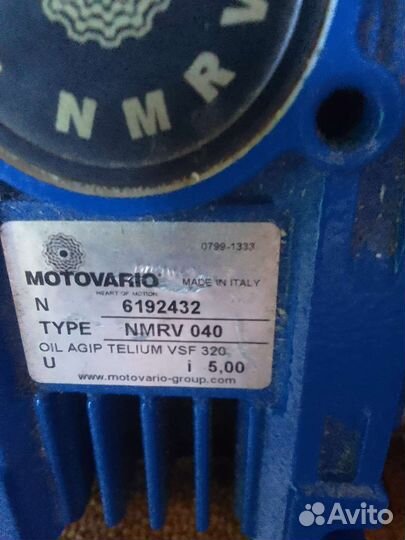 NMRV
0799-1333
MOTOVARIO MADE IN ITALY
HEART OF MOTION
N 6192432
TYPE NMRV 040
OIL AGIP TELIUM VSF 320
U i 5,00
www.motovario-group.com
Avito